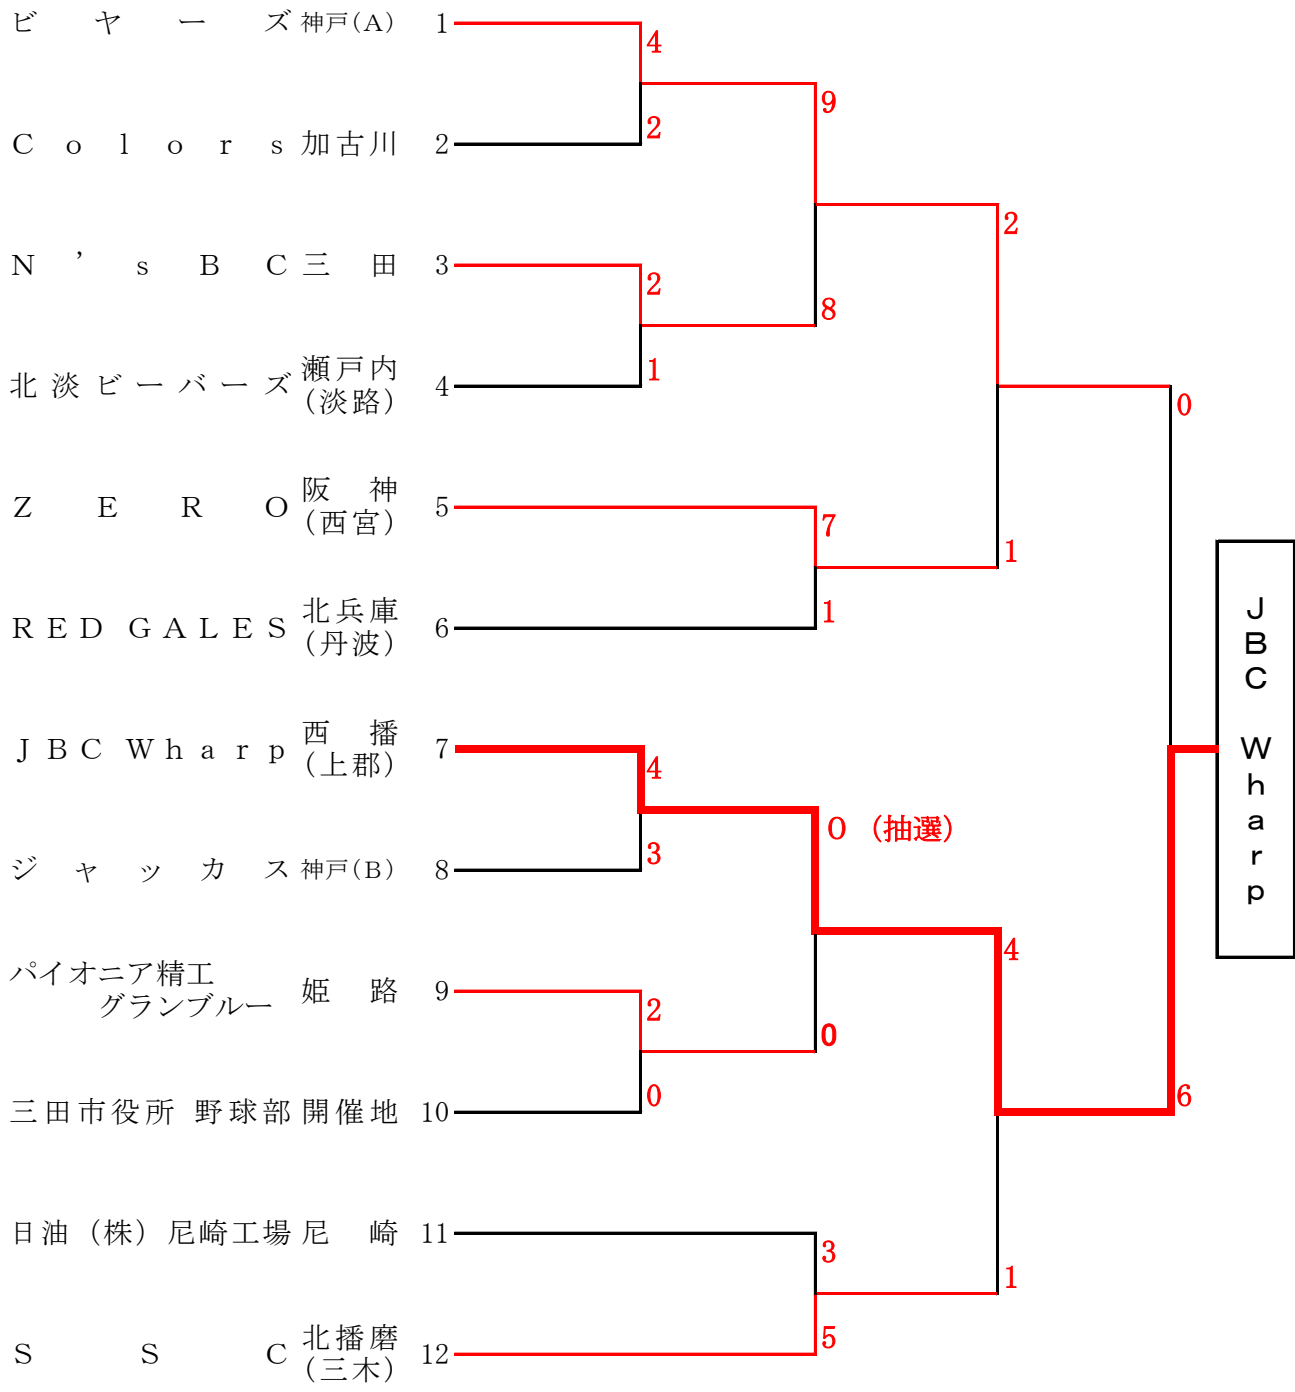 ビヤーズ 神戸(A) 1
4
9
Colors 加古川 2
2
2
N'sBC 三田 3
2
8
北淡ビーバーズ 瀬戸内(淡路) 4
1
0
ZERO 阪神(西宮) 5
7
1
RED GALES 北兵庫(丹波) 6
1
JBC Wharp 西播(上郡) 7
4
0 (抽選)
ジャッカス 神戸(B) 8
3
4
パイオニア精工
グランブルー 姫路 9
2
0
三田市役所 野球部 開催地 10
0
6
日油(株)尼崎工場 尼崎 11
3
1
SSC 北播磨(三木) 12
5
JBC Wharp